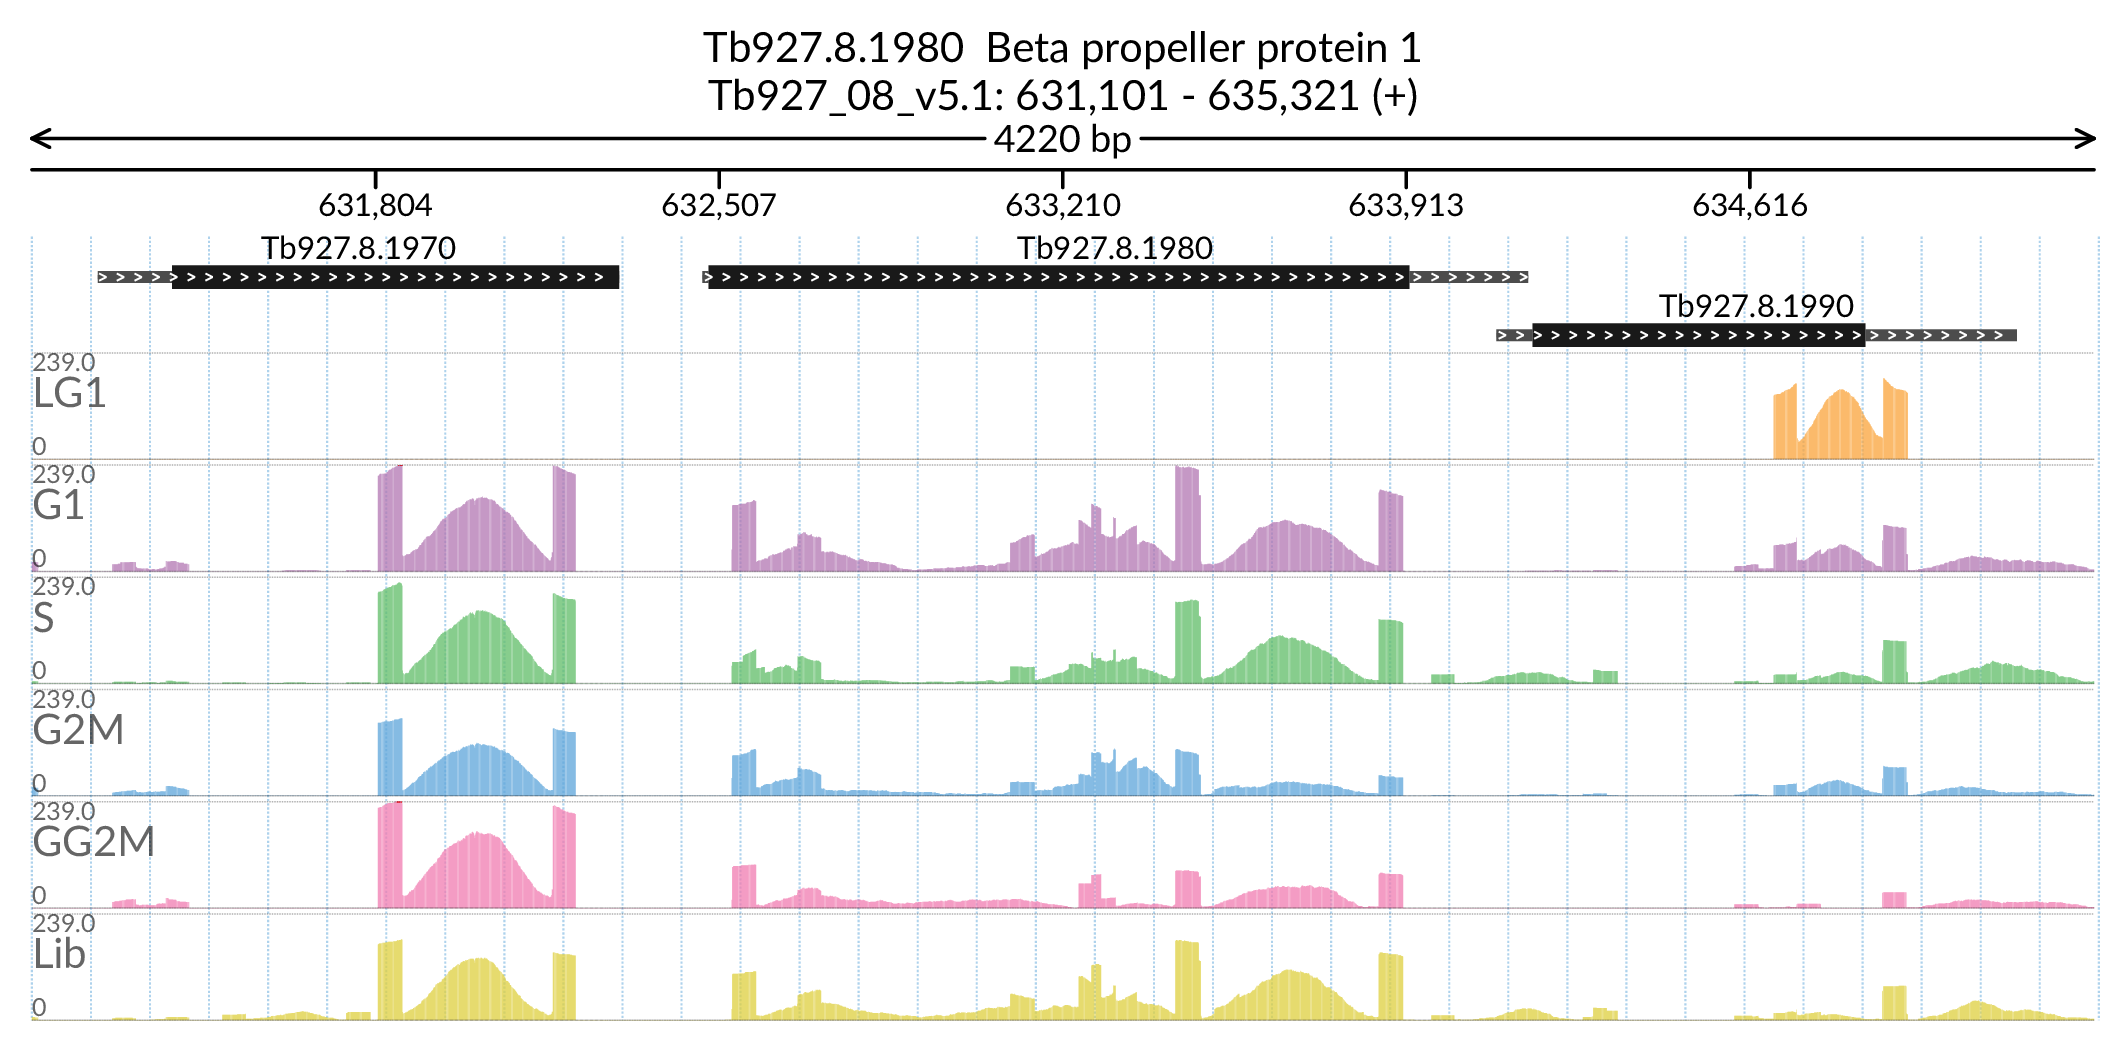 Tb927.8.1980  Beta propeller protein 1
Tb927_08_v5.1: 631,101 - 635,321 (+)
4220 bp
631,804 632,507 633,210 633,913 634,616
Tb927.8.1970 Tb927.8.1980
Tb927.8.1990
239.0
LG1
0
239.0
G1
0
239.0
S
0
239.0
G2M
0
239.0
GG2M
0
239.0
Lib
0